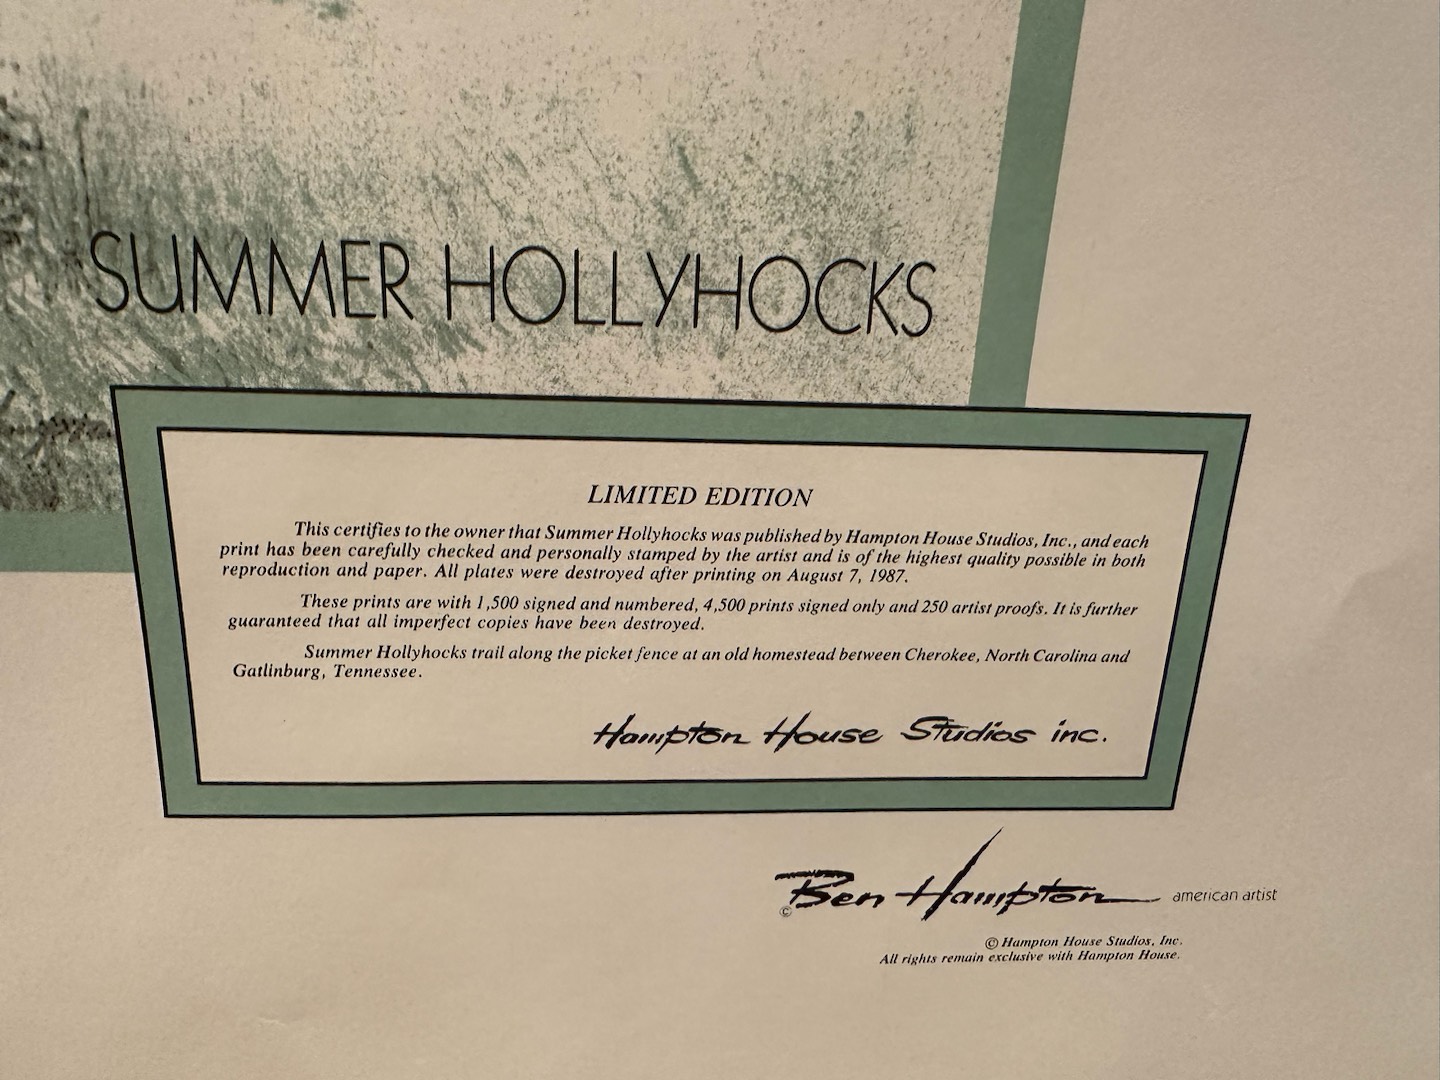 SUMMER HOLLYHOCKS
LIMITED EDITION
This certifies to the owner that Summer Hollyhocks was published by Hampton House Studios, Inc., and each
print has been carefully checked and personally stamped by the artist and is of the highest quality possible in both
reproduction and paper. All plates were destroyed after printing on August 7, 1987.
These prints are with 1,500 signed and numbered, 4,500 prints signed only and 250 artist proofs. It is further
guaranteed that all imperfect copies have been destroyed.
Summer Hollyhocks trail along the picket fence at an old homestead between Cherokee, North Carolina and
Gatlinburg, Tennessee.
Hampton House Studios inc.
© Ben Hampton american artist
© Hampton House Studios, Inc.
All rights remain exclusive with Hampton House.